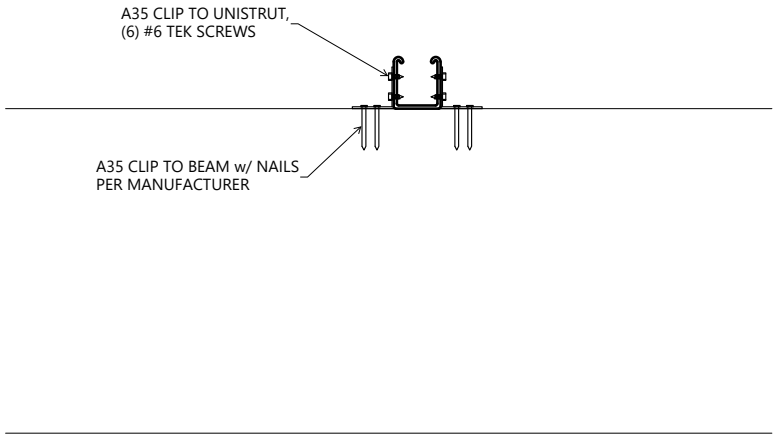 A35 CLIP TO UNISTRUT,
(6) #6 TEK SCREWS
A35 CLIP TO BEAM w/ NAILS
PER MANUFACTURER